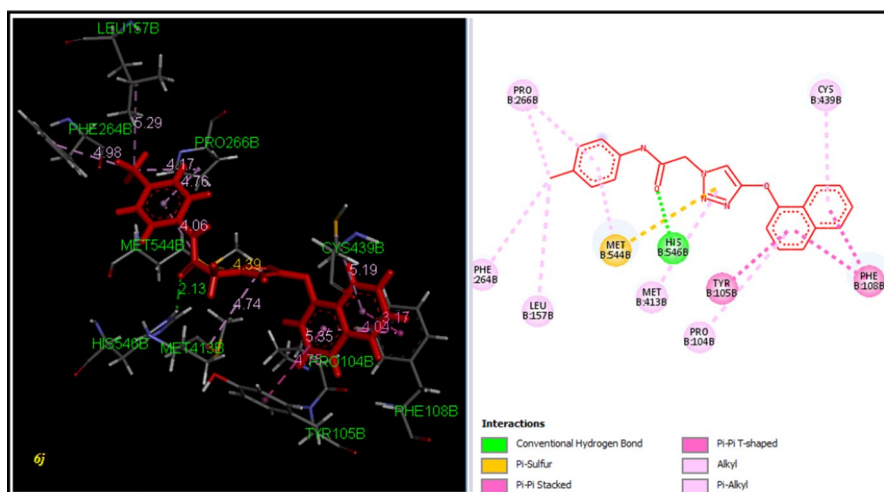 LEU157B
5.29
PHE264B
4.98
PRO266B
4.17
4.76
4.06
MET544B
4.39
CYS439B
2.13
5.19
4.74
3.17
4.04
HIS546B
MET413B
5.35
PRO104B
4.75
PHE108B
TYR105B
6j
PRO
B:266B
CYS
B:439B
N
O
N
N
N
O
MET
B:544B
HIS
B:546B
PHE
B:264B
LEU
B:157B
MET
B:413B
TYR
B:105B
PHE
B:108B
PRO
B:104B
Interactions
Conventional Hydrogen Bond
Pi-Sulfur
Pi-Pi Stacked
Pi-Pi T-shaped
Alkyl
Pi-Alkyl